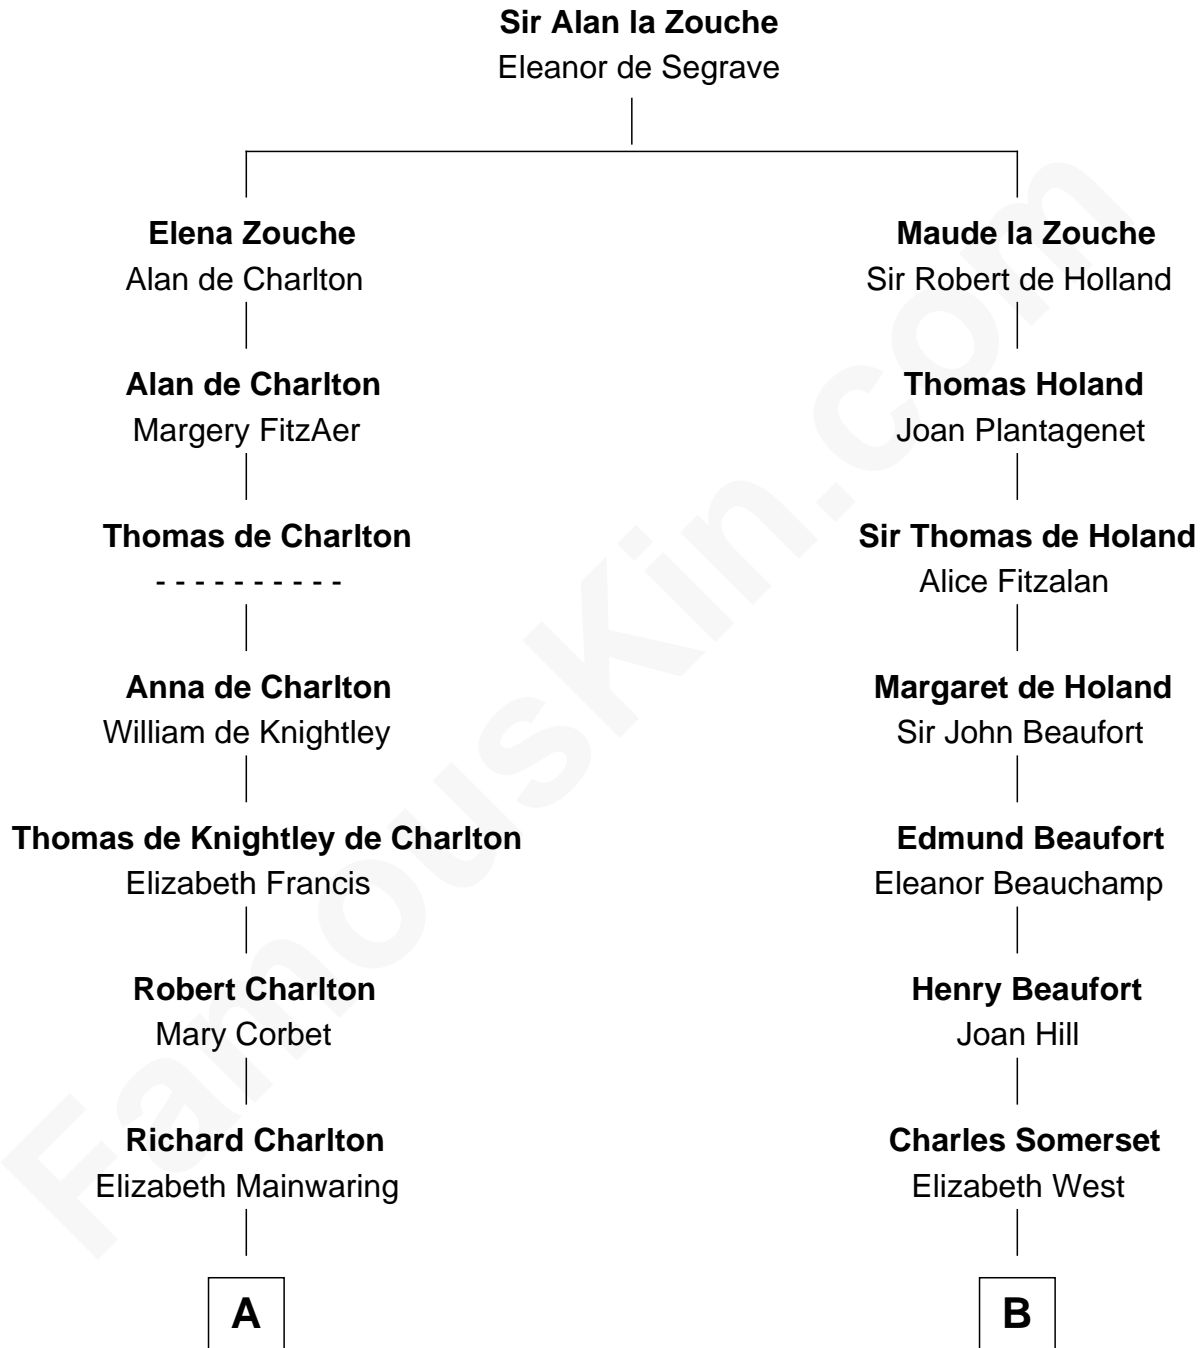 Sir Alan la Zouche
Eleanor de Segrave
Elena Zouche
Alan de Charlton
Maude la Zouche
Sir Robert de Holland
Alan de Charlton
Margery FitzAer
Thomas Holand
Joan Plantagenet
Thomas de Charlton
- - - - - - - - - -
Sir Thomas de Holand
Alice Fitzalan
Anna de Charlton
William de Knightley
Margaret de Holand
Sir John Beaufort
Thomas de Knightley de Charlton
Elizabeth Francis
Edmund Beaufort
Eleanor Beauchamp
Robert Charlton
Mary Corbet
Henry Beaufort
Joan Hill
Richard Charlton
Elizabeth Mainwaring
Charles Somerset
Elizabeth West
A
B
FamousKin.com